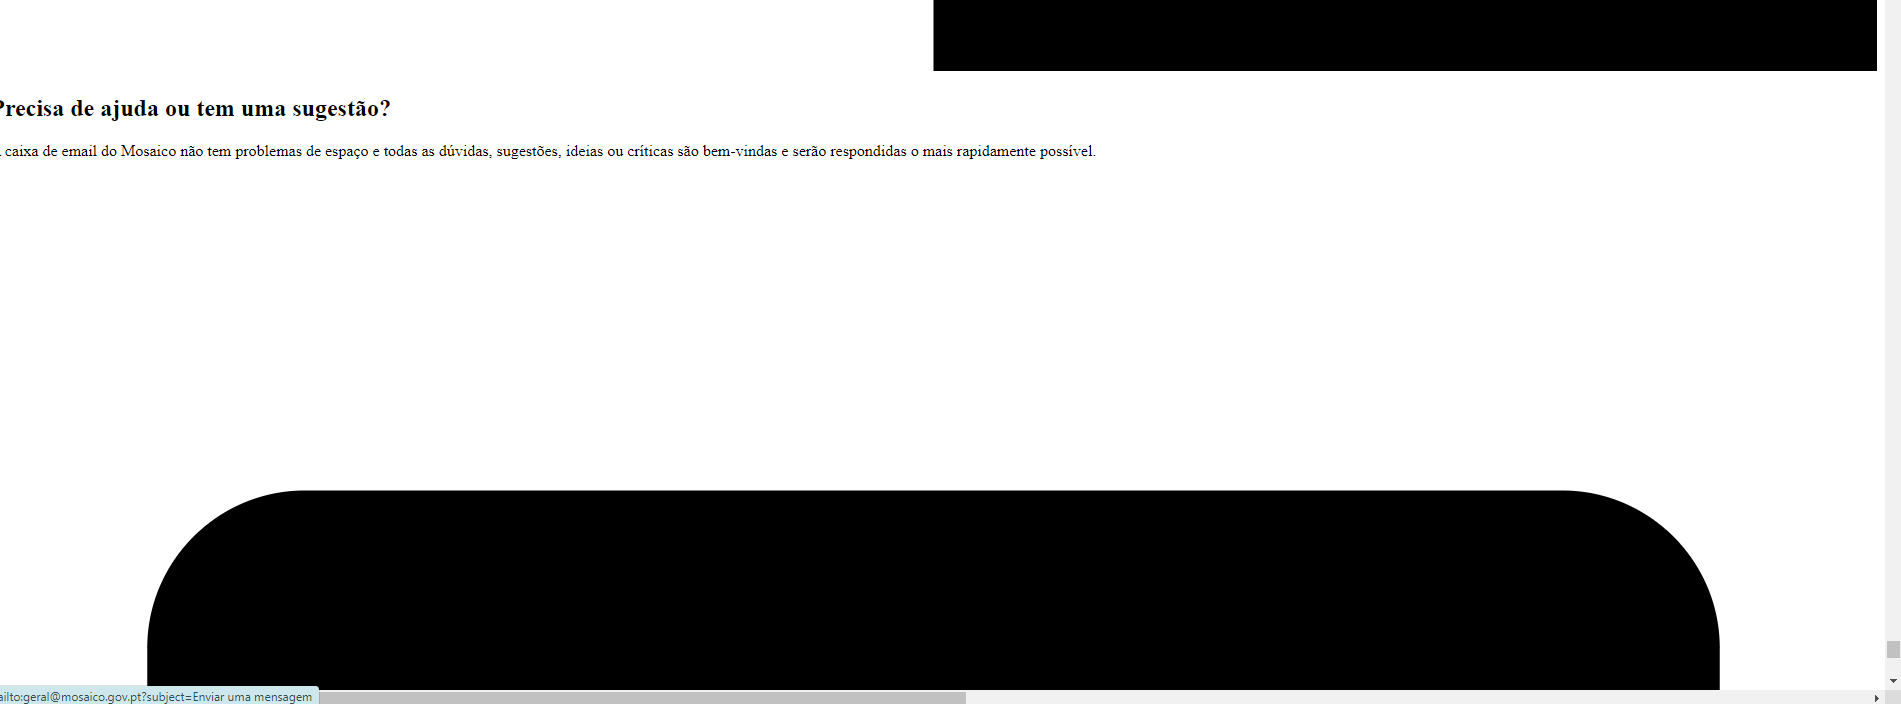 Precisa de ajuda ou tem uma sugestão?
caixa de email do Mosaico não tem problemas de espaço e todas as dúvidas, sugestões, ideias ou críticas são bem-vindas e serão respondidas o mais rapidamente possível.
ailto:geral@mosaico.gov.pt?subject=Enviar uma mensagem